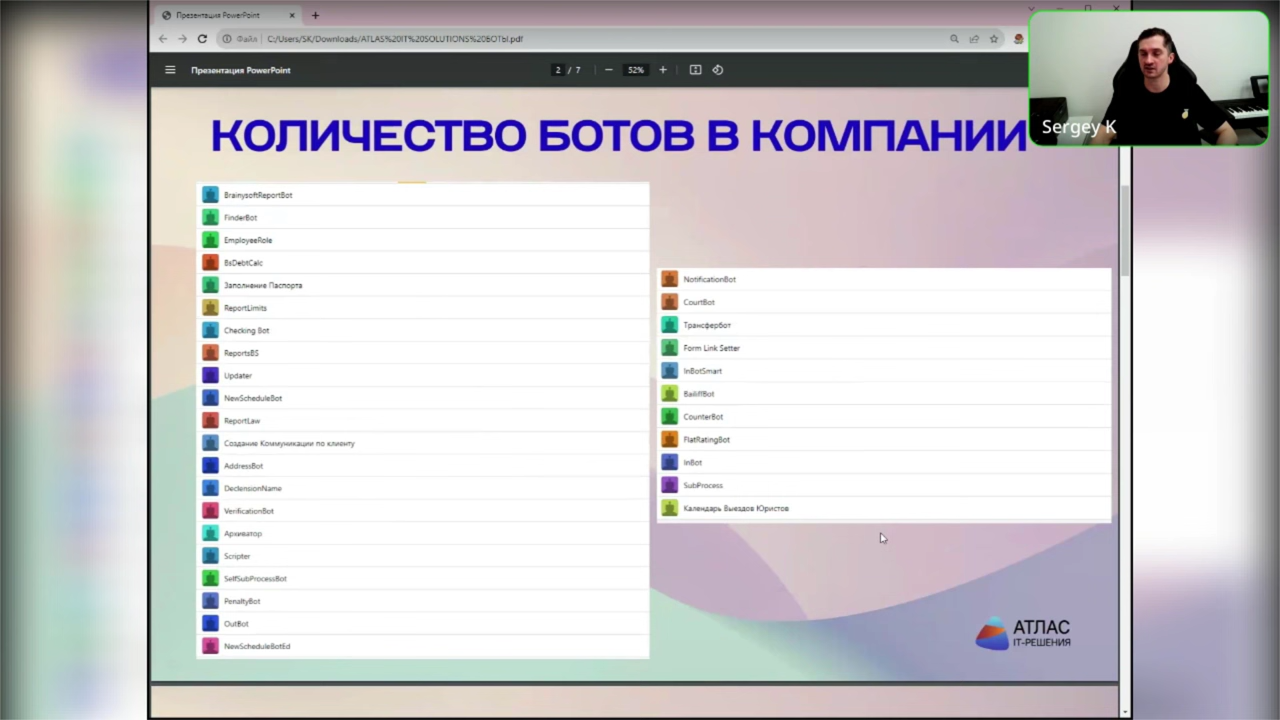 Презентация PowerPoint
Файл
C:/Users/SK/Downloads/ATLAS%20IT%20SOLUTIONS%20БОТЫ.pdf
Презентация PowerPoint
2 / 7
52%
Sergey K
КОЛИЧЕСТВО БОТОВ В КОМПАНИИ
BrainysoftReportBot
FinderBot
EmployeeRole
BsDebtCalc
Заполнение Паспорта
ReportLimits
Checking Bot
ReportsBS
Updater
NewScheduleBot
ReportLaw
Создание Коммуникации по клиенту
AddressBot
DeclensionName
VerificationBot
Архиватор
Scripter
SelfSubProcessBot
PenaltyBot
OutBot
NewScheduleBotEd
NotificationBot
CourtBot
Трансфербот
Form Link Setter
InBotSmart
BailiffBot
CounterBot
FlatRatingBot
InBot
SubProcess
Календарь Выездов Юристов
АТЛАС
IT-РЕШЕНИЯ